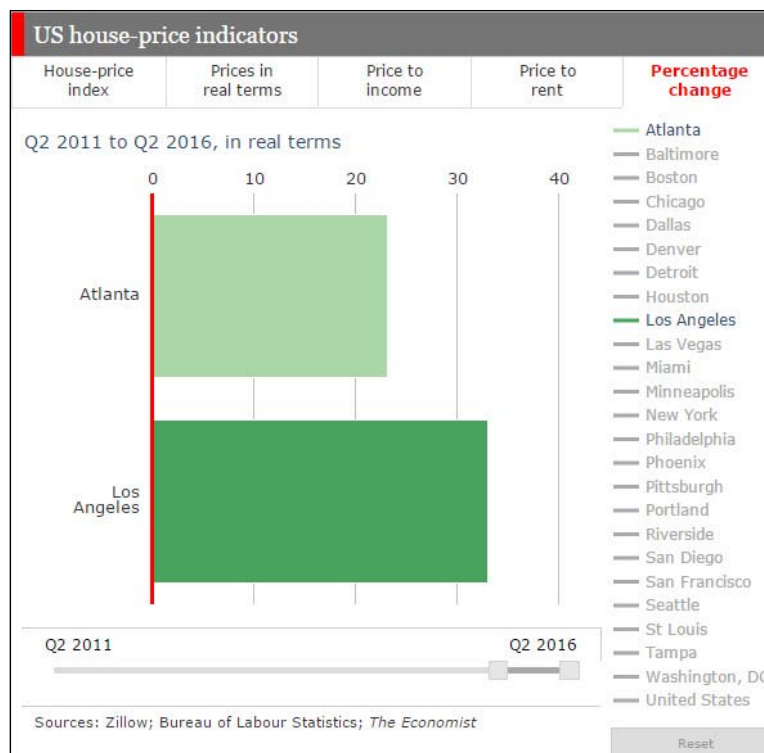 US house-price indicators
House-price
index
Prices in
real terms
Price to
income
Price to
rent
Percentage
change
Q2 2011 to Q2 2016, in real terms
0 10 20 30 40
Atlanta
Los
Angeles
Atlanta
Baltimore
Boston
Chicago
Dallas
Denver
Detroit
Houston
Los Angeles
Las Vegas
Miami
Minneapolis
New York
Philadelphia
Phoenix
Pittsburgh
Portland
Riverside
San Diego
San Francisco
Seattle
St Louis
Tampa
Washington, DC
United States
Reset
Q2 2011 Q2 2016
Sources: Zillow; Bureau of Labour Statistics; The Economist